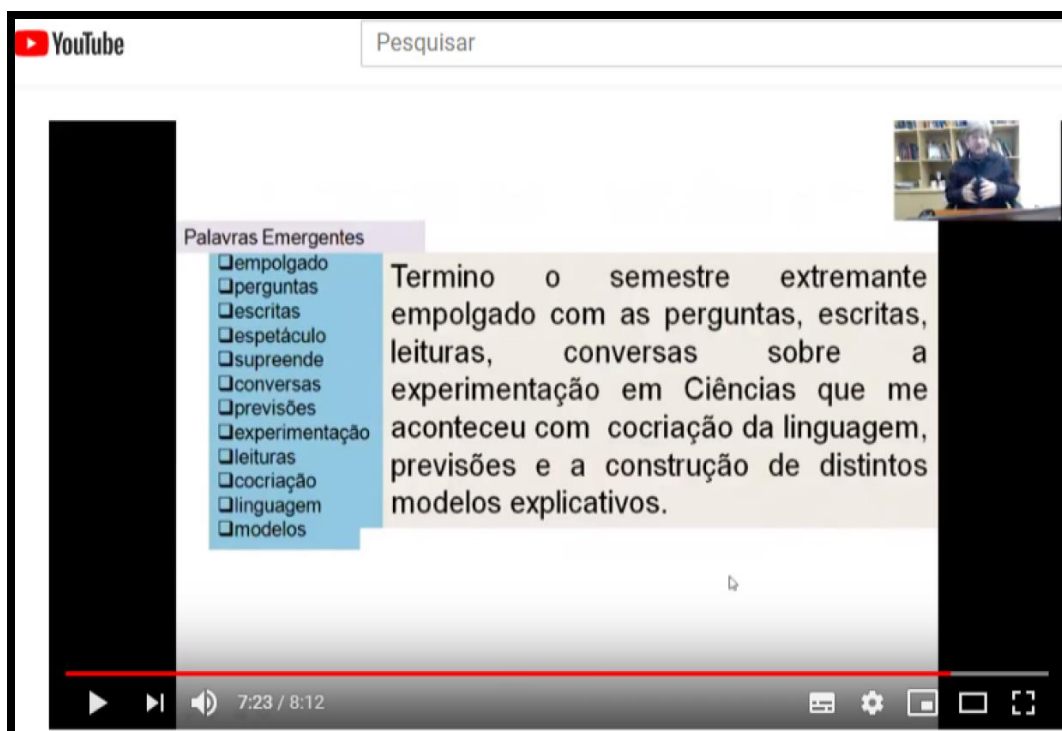 YouTube
Pesquisar
Palavras Emergentes
❑empolgado
❑perguntas
❑escritas
❑espetáculo
❑supreende
❑conversas
❑previsões
❑experimentação
❑leituras
❑cocriação
❑linguagem
❑modelos
Termino o semestre extremante
empolgado com as perguntas, escritas,
leituras, conversas sobre a
experimentação em Ciências que me
aconteceu com cocriação da linguagem,
previsões e a construção de distintos
modelos explicativos.
7:23 / 8:12